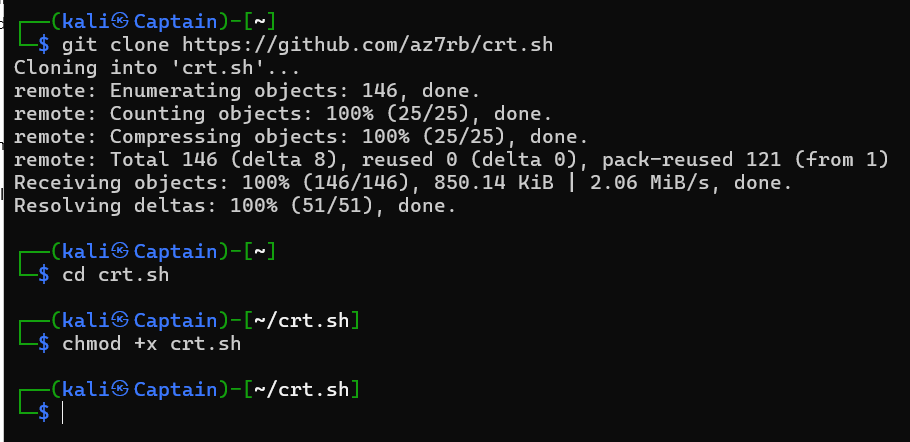 ┌──(kali㉿Captain)-[~]
└─$ git clone https://github.com/az7rb/crt.sh
Cloning into 'crt.sh'...
remote: Enumerating objects: 146, done.
remote: Counting objects: 100% (25/25), done.
remote: Compressing objects: 100% (25/25), done.
remote: Total 146 (delta 8), reused 0 (delta 0), pack-reused 121 (from 1)
Receiving objects: 100% (146/146), 850.14 KiB | 2.06 MiB/s, done.
Resolving deltas: 100% (51/51), done.
┌──(kali㉿Captain)-[~]
└─$ cd crt.sh
┌──(kali㉿Captain)-[~/crt.sh]
└─$ chmod +x crt.sh
┌──(kali㉿Captain)-[~/crt.sh]
└─$